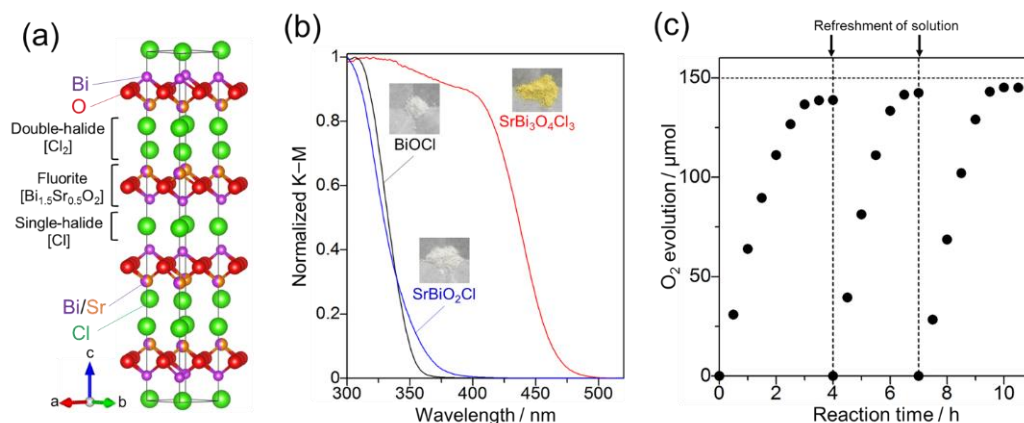 (a)
Bi
O
Double-halide
[Cl₂]
Fluorite
[Bi₁.₅Sr₀.₅O₂]
Single-halide
[Cl]
Bi/Sr
Cl
c
a
b
(b)
Normalized K−M
1
0.8
0.6
0.4
0.2
0
BiOCl
SrBi₃O₄Cl₃
SrBiO₂Cl
300 350 400 450 500
Wavelength / nm
(c)
Refreshment of solution
O₂ evolution / μmol
150
100
50
0
0 2 4 6 8 10
Reaction time / h